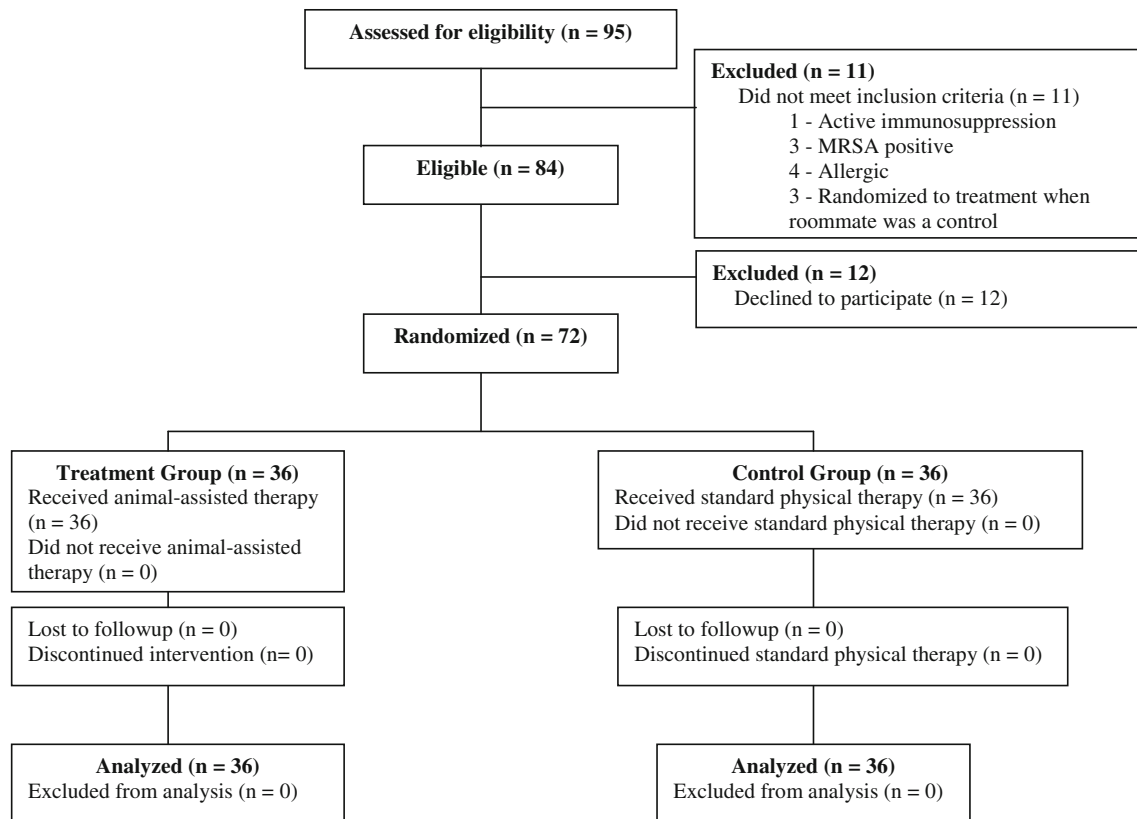 Assessed for eligibility (n = 95)
Excluded (n = 11)
Did not meet inclusion criteria (n = 11)
1 - Active immunosuppression
3 - MRSA positive
4 - Allergic
3 - Randomized to treatment when
roommate was a control
Eligible (n = 84)
Excluded (n = 12)
Declined to participate (n = 12)
Randomized (n = 72)
Treatment Group (n = 36)
Received animal-assisted therapy
(n = 36)
Did not receive animal-assisted
therapy (n = 0)
Control Group (n = 36)
Received standard physical therapy (n = 36)
Did not receive standard physical therapy (n = 0)
Lost to followup (n = 0)
Discontinued intervention (n= 0)
Lost to followup (n = 0)
Discontinued standard physical therapy (n = 0)
Analyzed (n = 36)
Excluded from analysis (n = 0)
Analyzed (n = 36)
Excluded from analysis (n = 0)